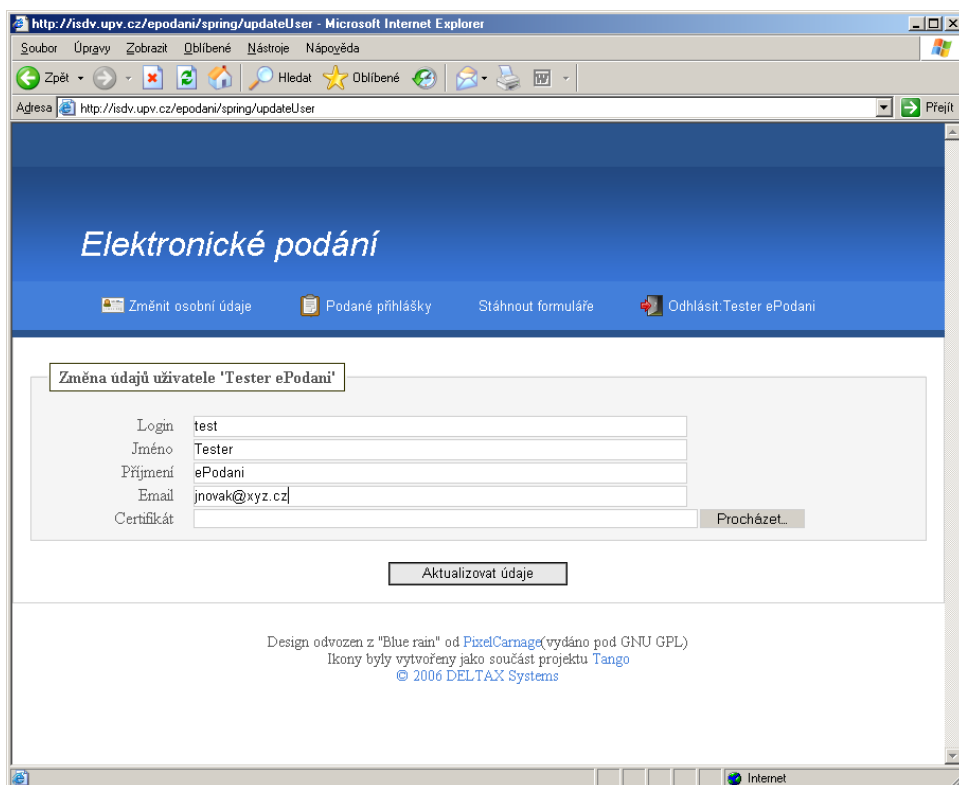 http://isdv.upv.cz/epodani/spring/updateUser - Microsoft Internet Explorer
Soubor Úpravy Zobrazit Oblíbené Nástroje Nápověda
Zpět Hledat Oblíbené
Adresa http://isdv.upv.cz/epodani/spring/updateUser Přejít
Elektronické podání
Změnit osobní údaje Podané přihlášky Stáhnout formuláře Odhlásit:Tester ePodani
Změna údajů uživatele 'Tester ePodani'
Login test
Jméno Tester
Příjmení ePodani
Email jnovak@xyz.cz
Certifikát Procházet...
Aktualizovat údaje
Design odvozen z "Blue rain" od PixelCarnage(vydáno pod GNU GPL)
Ikony byly vytvořeny jako součást projektu Tango
© 2006 DELTAX Systems
Internet